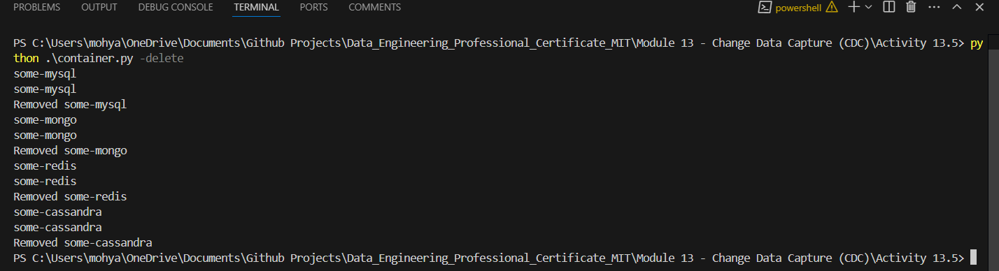 PROBLEMS OUTPUT DEBUG CONSOLE TERMINAL PORTS COMMENTS powershell
PS C:\Users\mohya\OneDrive\Documents\Github Projects\Data_Engineering_Professional_Certificate_MIT\Module 13 - Change Data Capture (CDC)\Activity 13.5> py
thon .\container.py -delete
some-mysql
some-mysql
Removed some-mysql
some-mongo
some-mongo
Removed some-mongo
some-redis
some-redis
Removed some-redis
some-cassandra
some-cassandra
Removed some-cassandra
PS C:\Users\mohya\OneDrive\Documents\Github Projects\Data_Engineering_Professional_Certificate_MIT\Module 13 - Change Data Capture (CDC)\Activity 13.5>